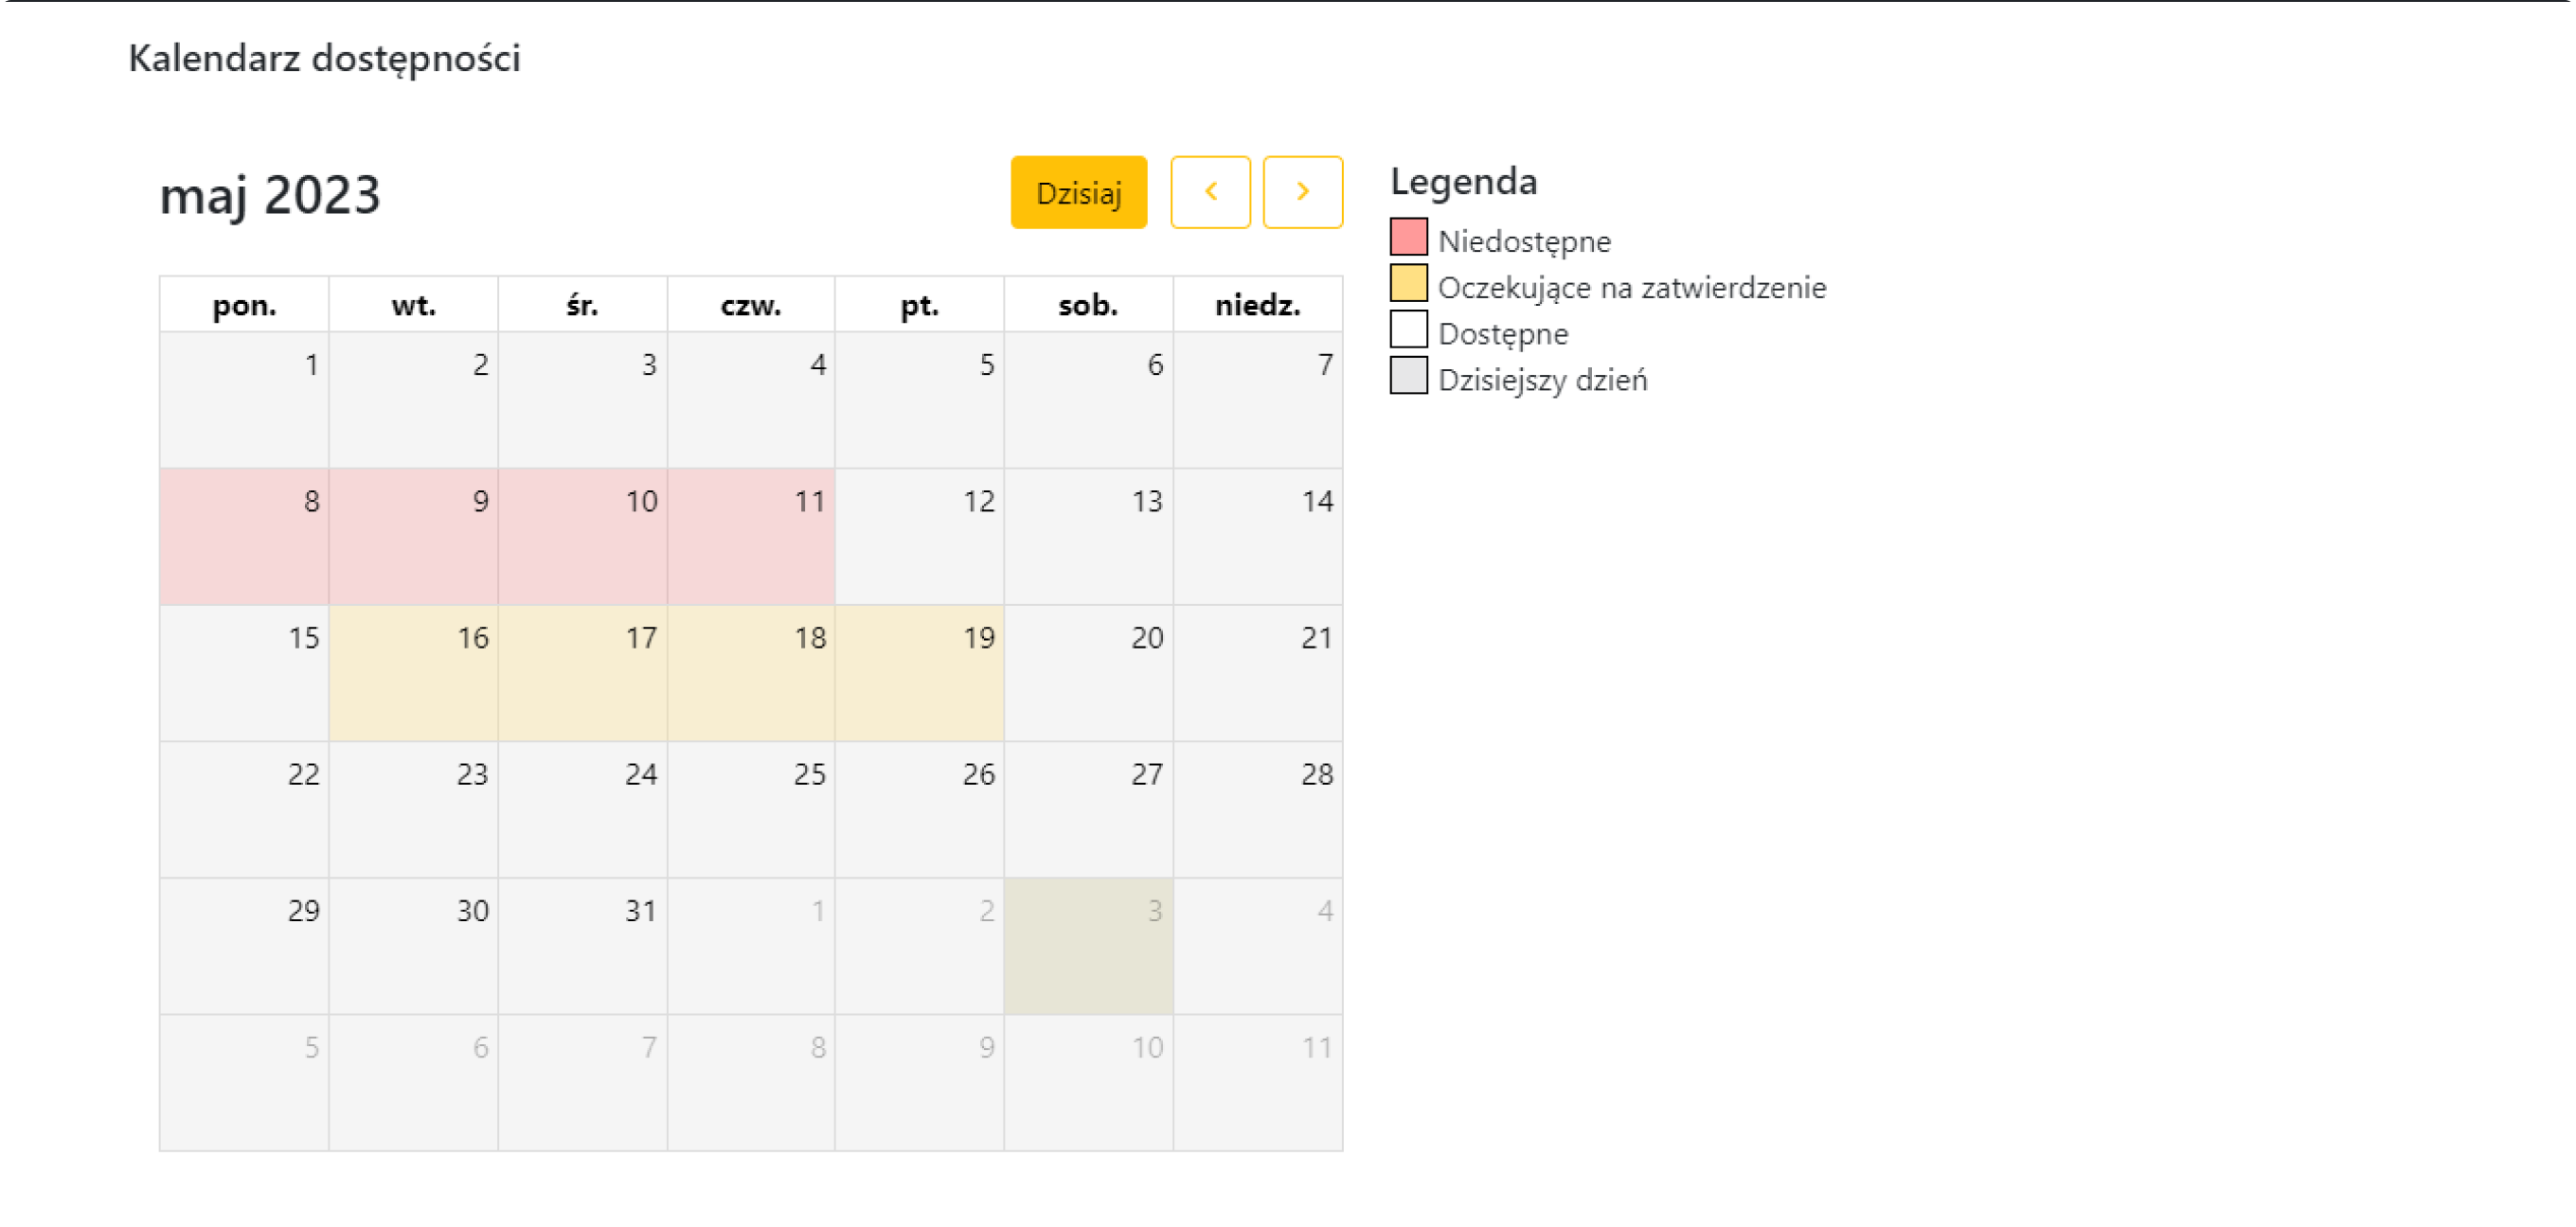 Kalendarz dostępności
maj 2023
Dzisiaj
pon. wt. śr. czw. pt. sob. niedz.
1 2 3 4 5 6 7
8 9 10 11 12 13 14
15 16 17 18 19 20 21
22 23 24 25 26 27 28
29 30 31 1 2 3 4
5 6 7 8 9 10 11
Legenda
Niedostępne
Oczekujące na zatwierdzenie
Dostępne
Dzisiejszy dzień